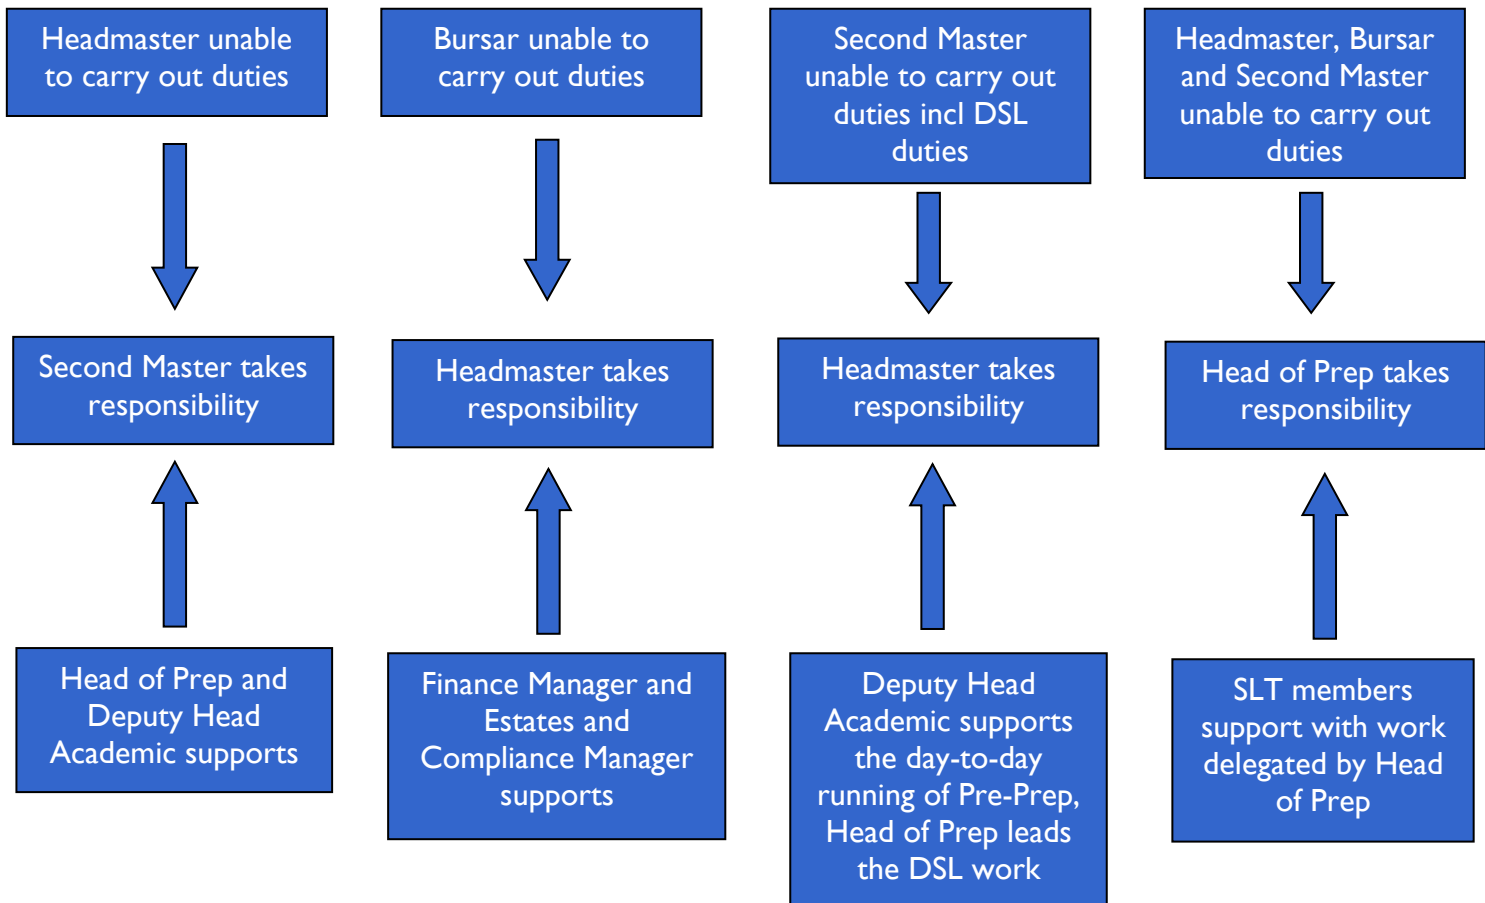 Headmaster unable
to carry out duties
Bursar unable to
carry out duties
Second Master
unable to carry out
duties incl DSL
duties
Headmaster, Bursar
and Second Master
unable to carry out
duties
Second Master takes
responsibility
Headmaster takes
responsibility
Headmaster takes
responsibility
Head of Prep takes
responsibility
Head of Prep and
Deputy Head
Academic supports
Finance Manager and
Estates and
Compliance Manager
supports
Deputy Head
Academic supports
the day-to-day
running of Pre-Prep,
Head of Prep leads
the DSL work
SLT members
support with work
delegated by Head
of Prep